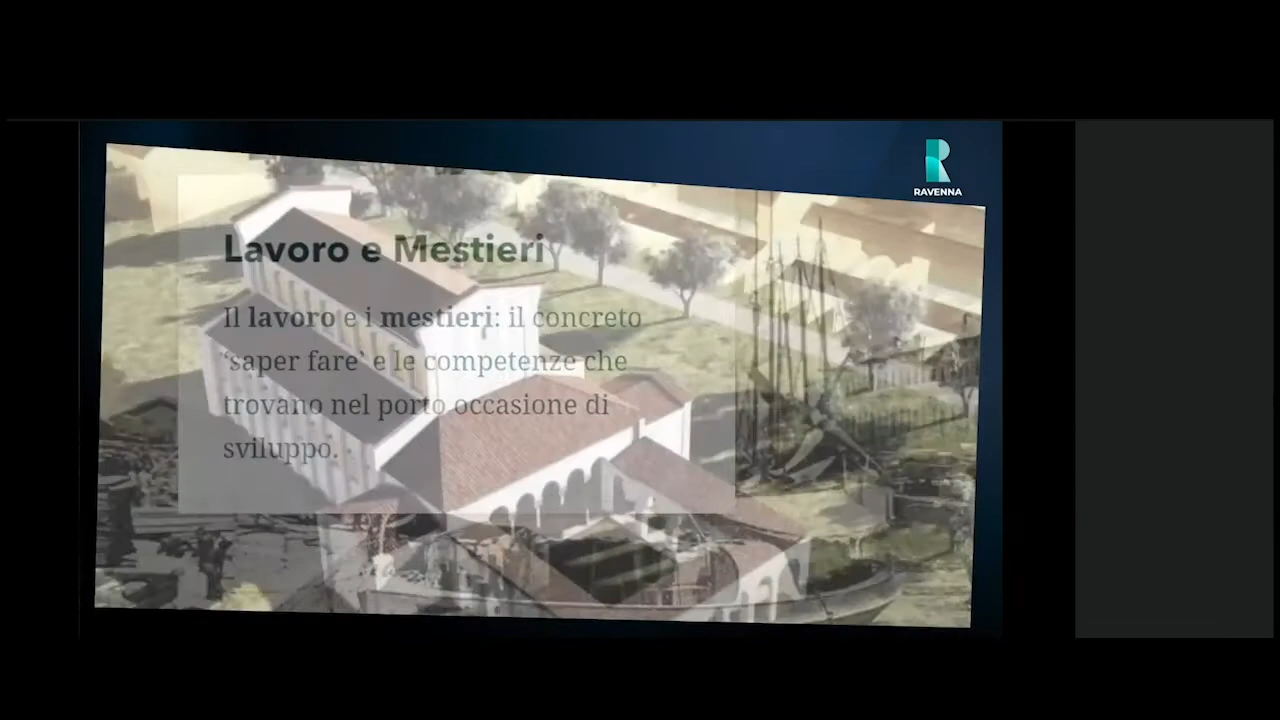 RAVENNA
Lavoro e Mestieri
Il lavoro e i mestieri: il concreto
‘saper fare’ e le competenze che
trovano nel porto occasione di
sviluppo.